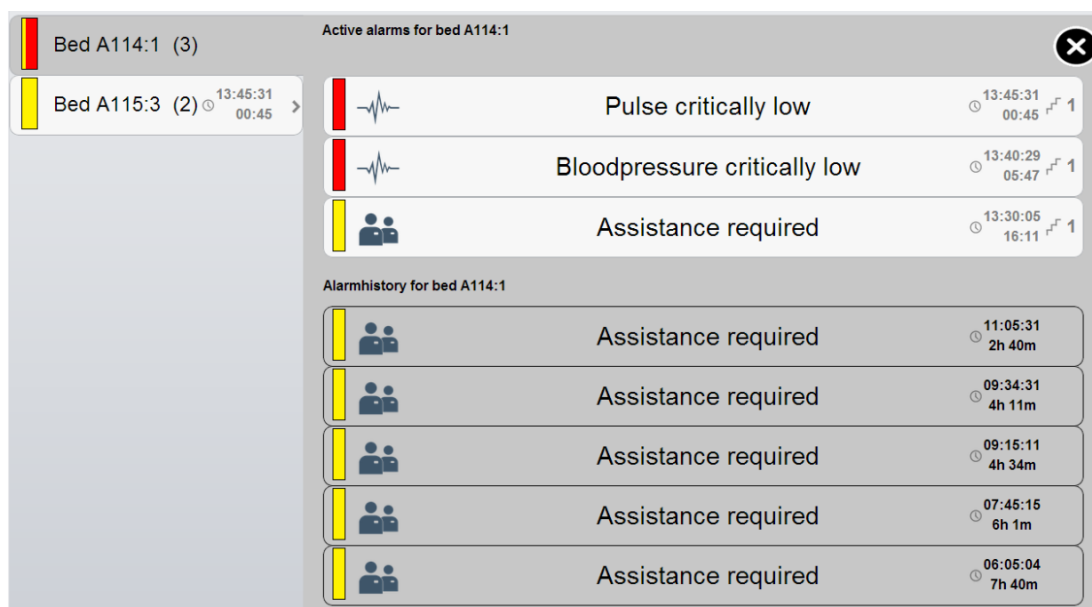 Bed A114:1 (3)
Bed A115:3 (2) 13:45:31
00:45
Active alarms for bed A114:1
Pulse critically low 13:45:31
00:45 1
Bloodpressure critically low 13:40:29
05:47 1
Assistance required 13:30:05
16:11 1
Alarmhistory for bed A114:1
Assistance required 11:05:31
2h 40m
Assistance required 09:34:31
4h 11m
Assistance required 09:15:11
4h 34m
Assistance required 07:45:15
6h 1m
Assistance required 06:05:04
7h 40m